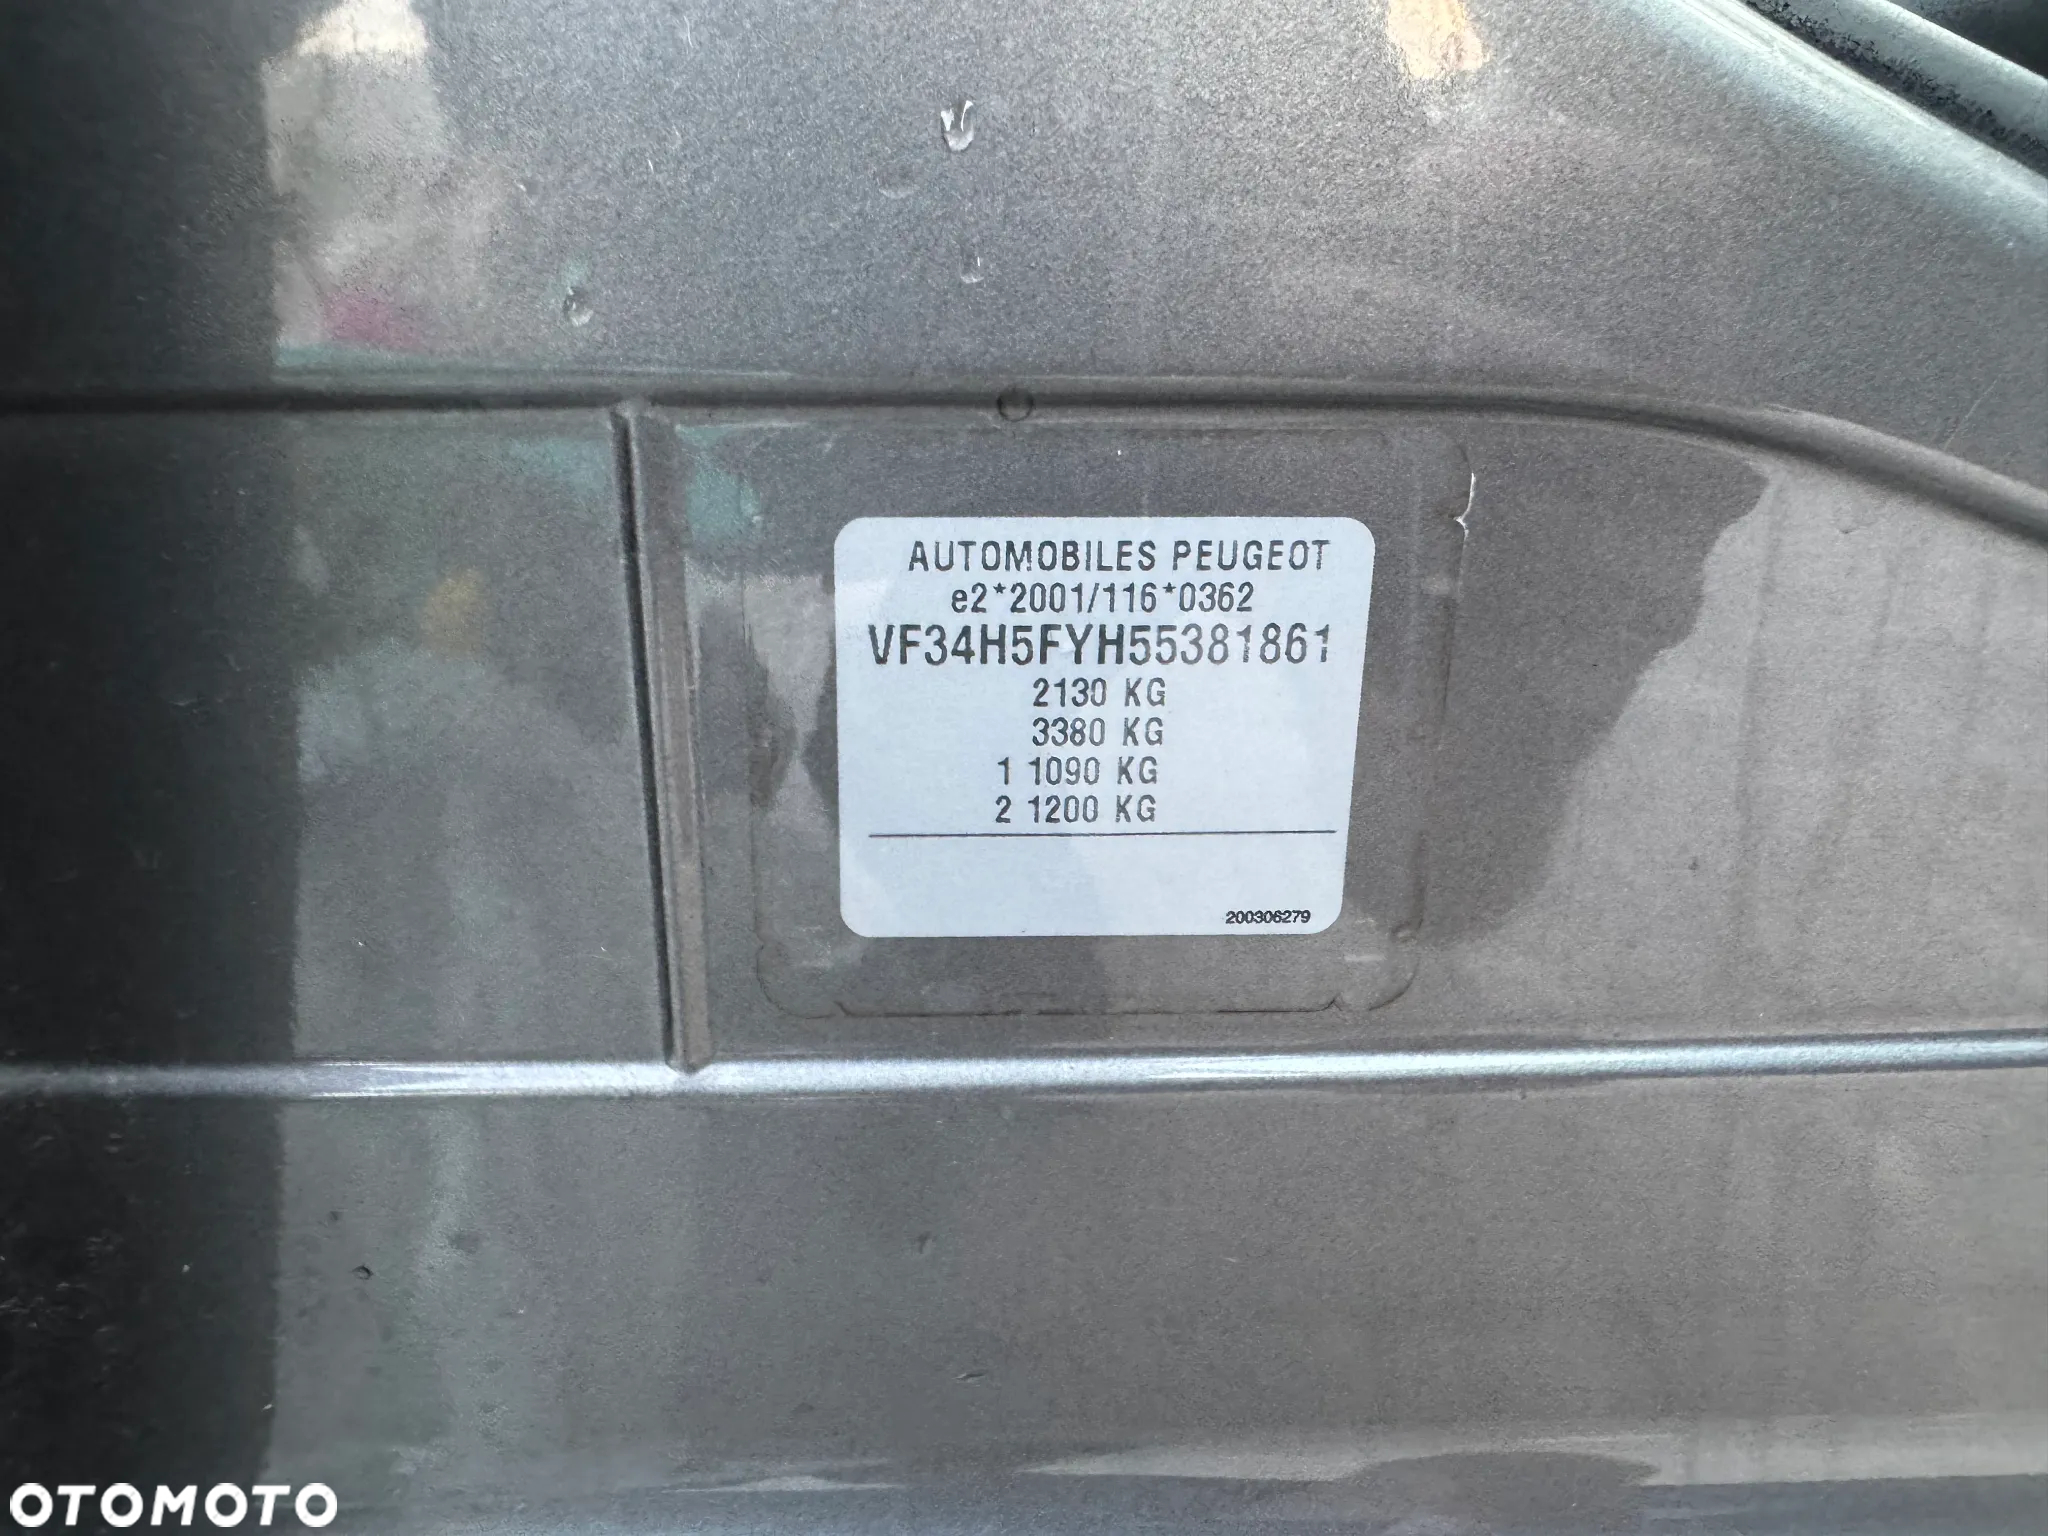 AUTOMOBILES PEUGEOT
e2*2001/116*0362
VF34H5FYH55381861
2130 KG
3380 KG
1 1090 KG
2 1200 KG
200306279
OTOMOTO